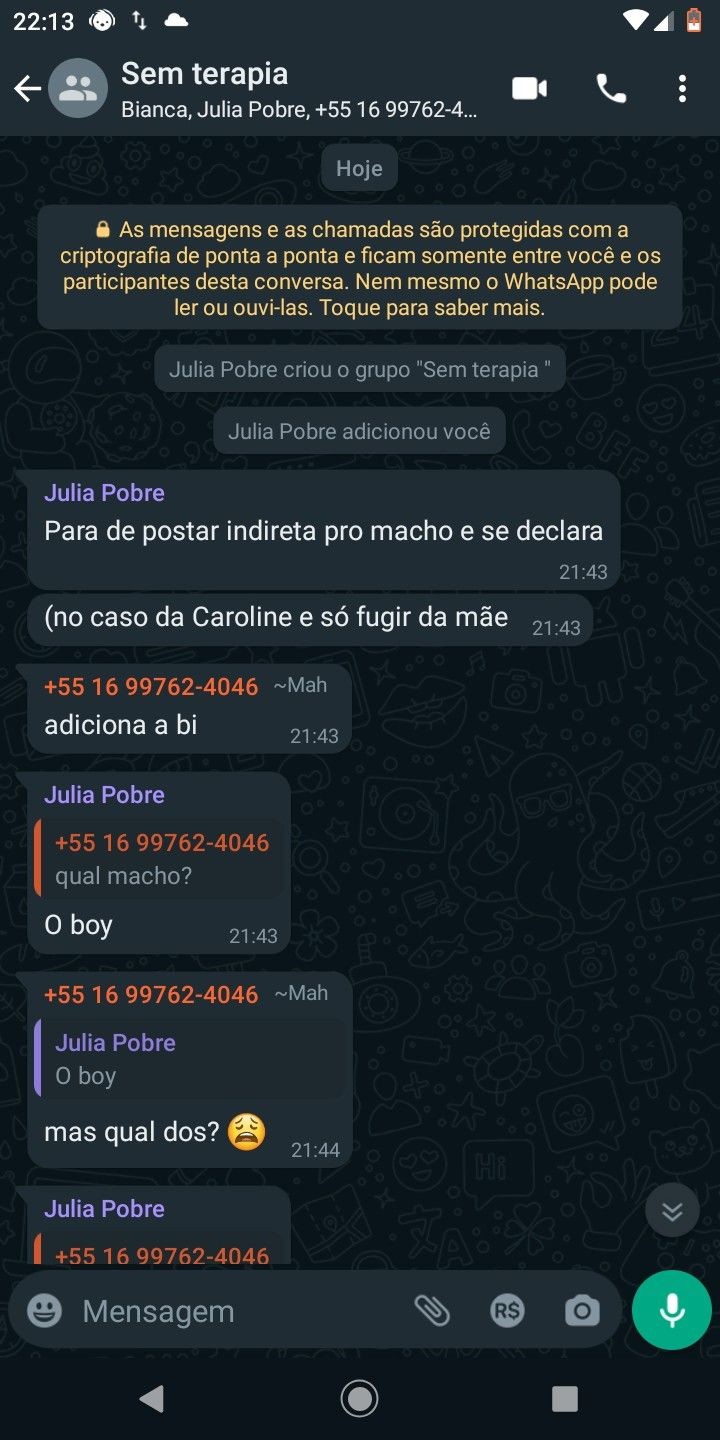 22:13
Sem terapia
Bianca, Julia Pobre, +55 16 99762-4...
Hoje
As mensagens e as chamadas são protegidas com a
criptografia de ponta a ponta e ficam somente entre você e os
participantes desta conversa. Nem mesmo o WhatsApp pode
ler ou ouvi-las. Toque para saber mais.
Julia Pobre criou o grupo "Sem terapia "
Julia Pobre adicionou você
Julia Pobre
Para de postar indireta pro macho e se declara
21:43
(no caso da Caroline e só fugir da mãe 21:43
+55 16 99762-4046 ~Mah
adiciona a bi 21:43
Julia Pobre
+55 16 99762-4046
qual macho?
O boy 21:43
+55 16 99762-4046 ~Mah
Julia Pobre
O boy
mas qual dos? 😩 21:44
Julia Pobre
+55 16 99762-4046
Mensagem R$